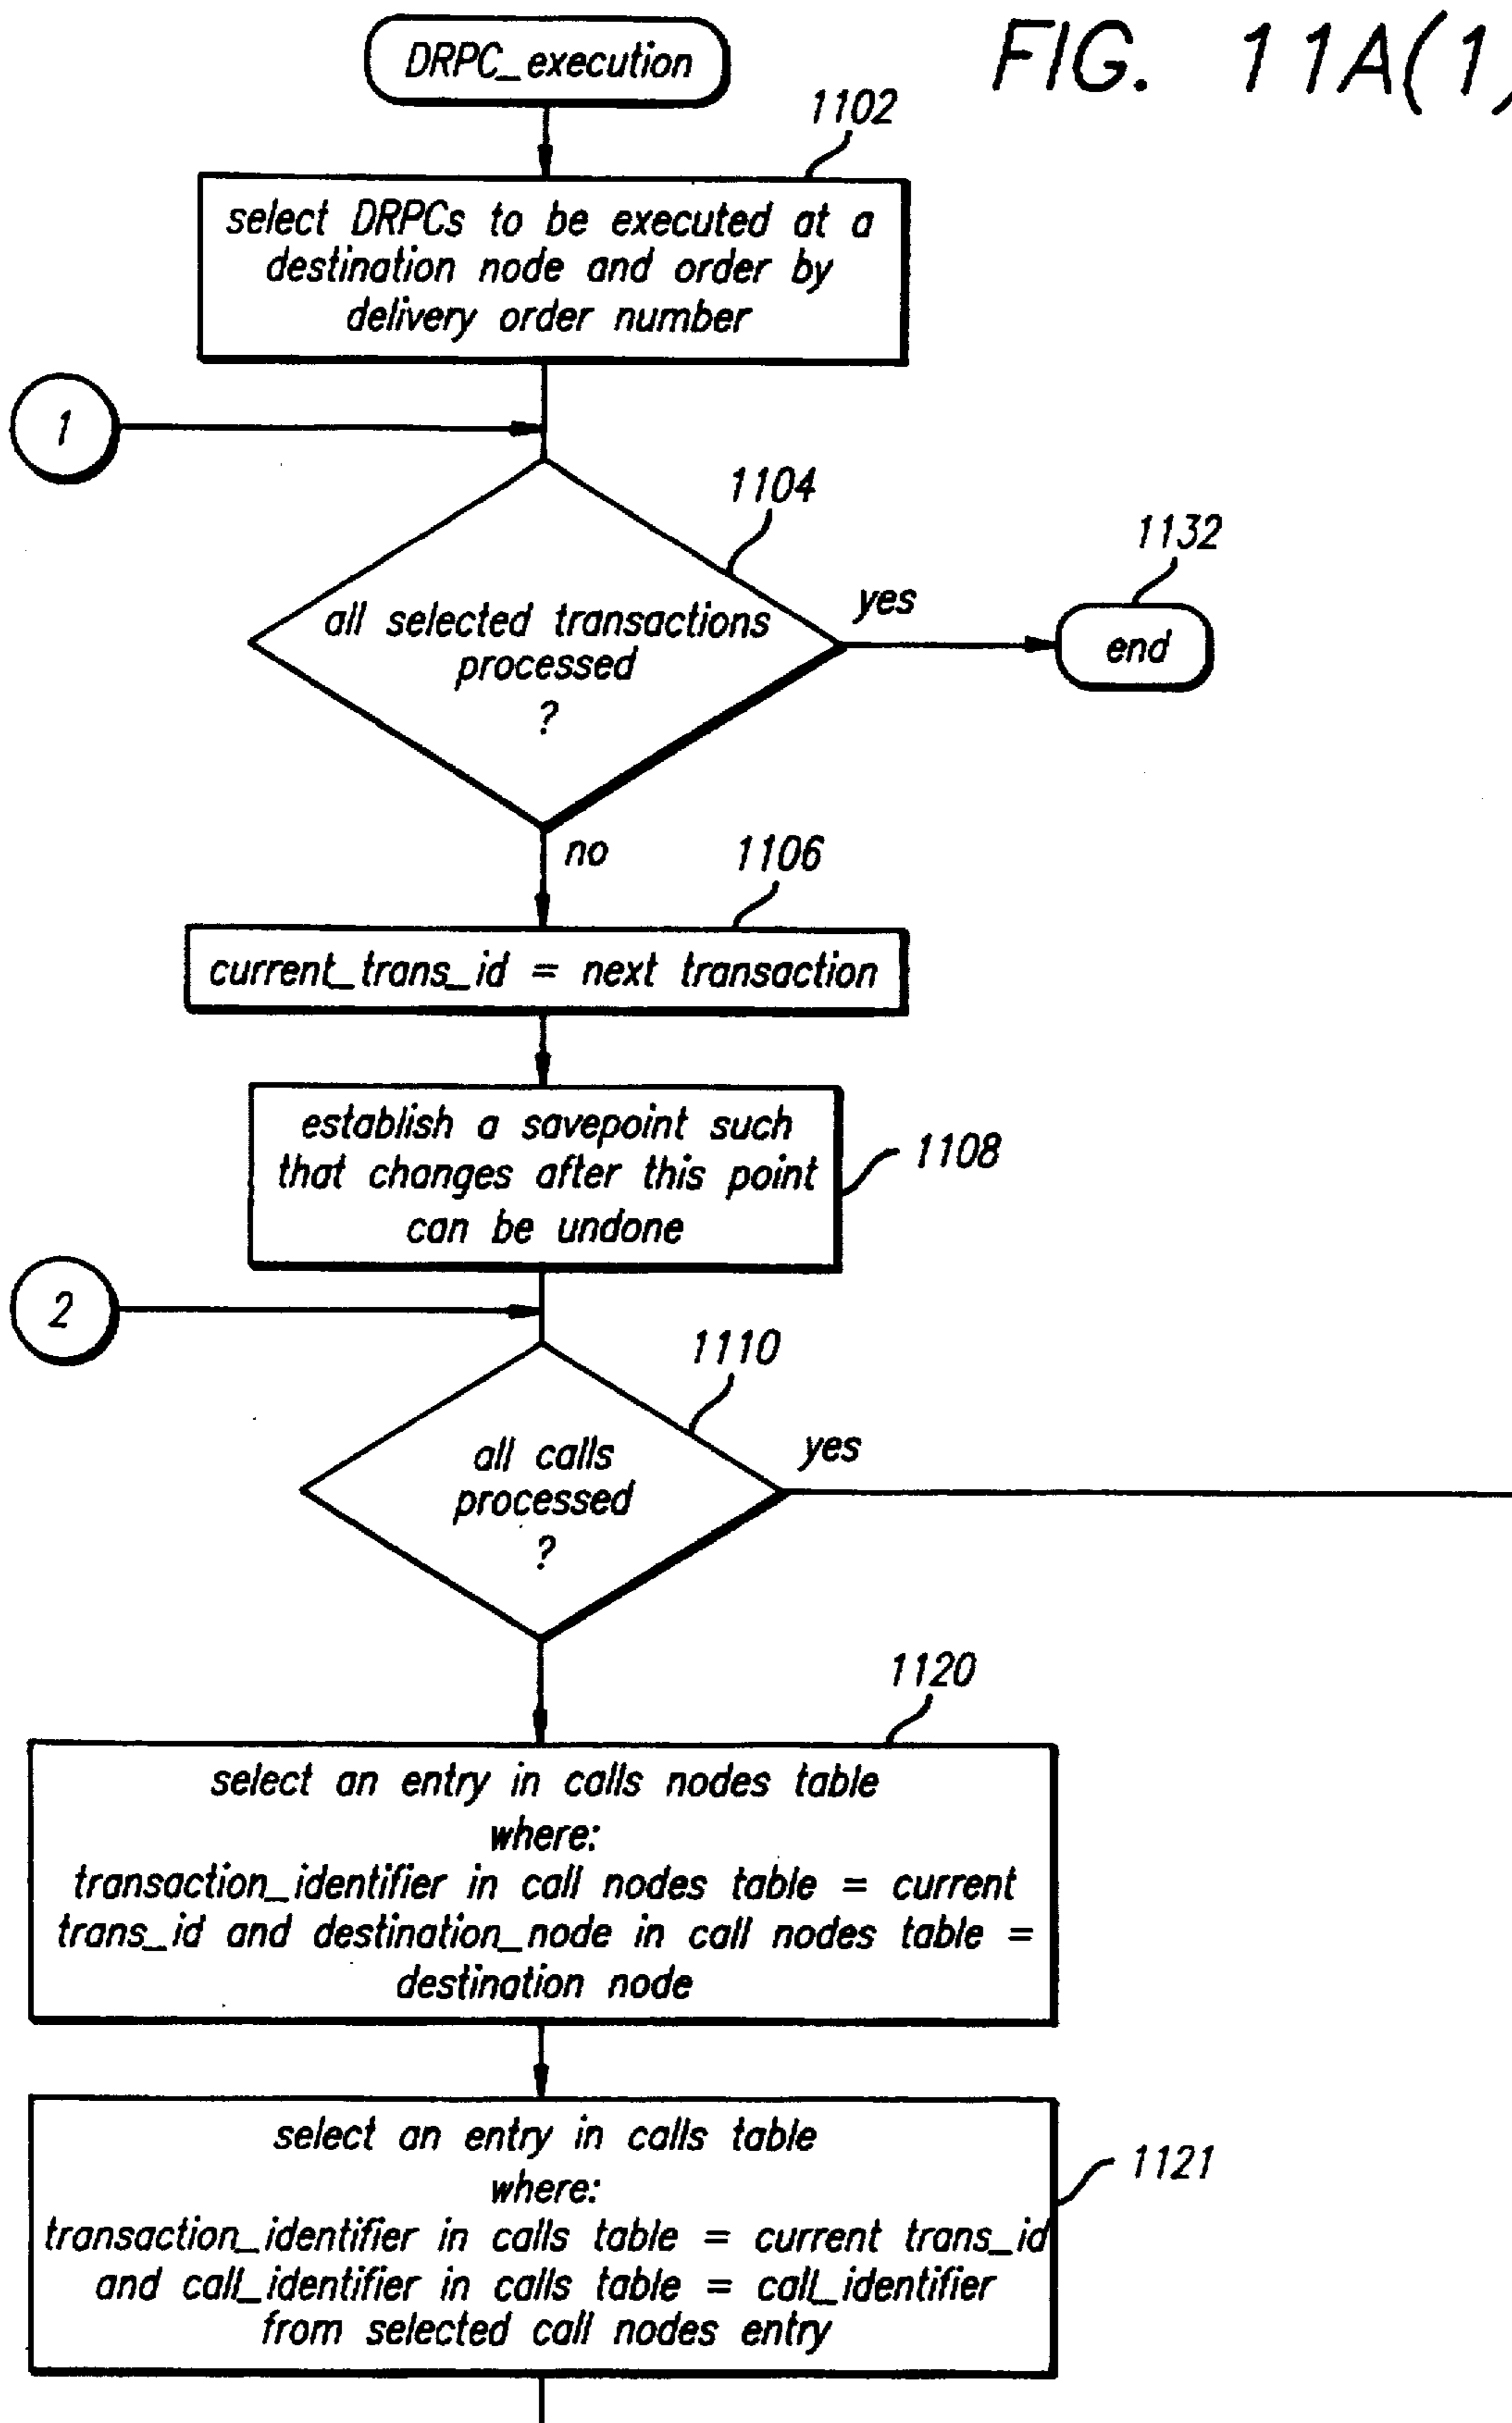 DRPC_execution
FIG. 11A(1)
1102
select DRPCs to be executed at a
destination node and order by
delivery order number
1
1104
1132
all selected transactions
processed
?
yes
end
no
1106
current_trans_id = next transaction
establish a savepoint such
that changes after this point
can be undone
1108
2
1110
all calls
processed
?
yes
1120
select an entry in calls nodes table
where:
transaction_identifier in call nodes table = current
trans_id and destination_node in call nodes table =
destination node
select an entry in calls table
where:
transaction_identifier in calls table = current trans_id
and call_identifier in calls table = call_identifier
from selected call nodes entry
1121